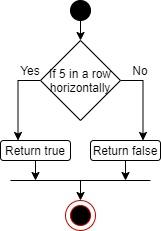 If 5 in a row
Yes
No
horizontally
Return true
Return false